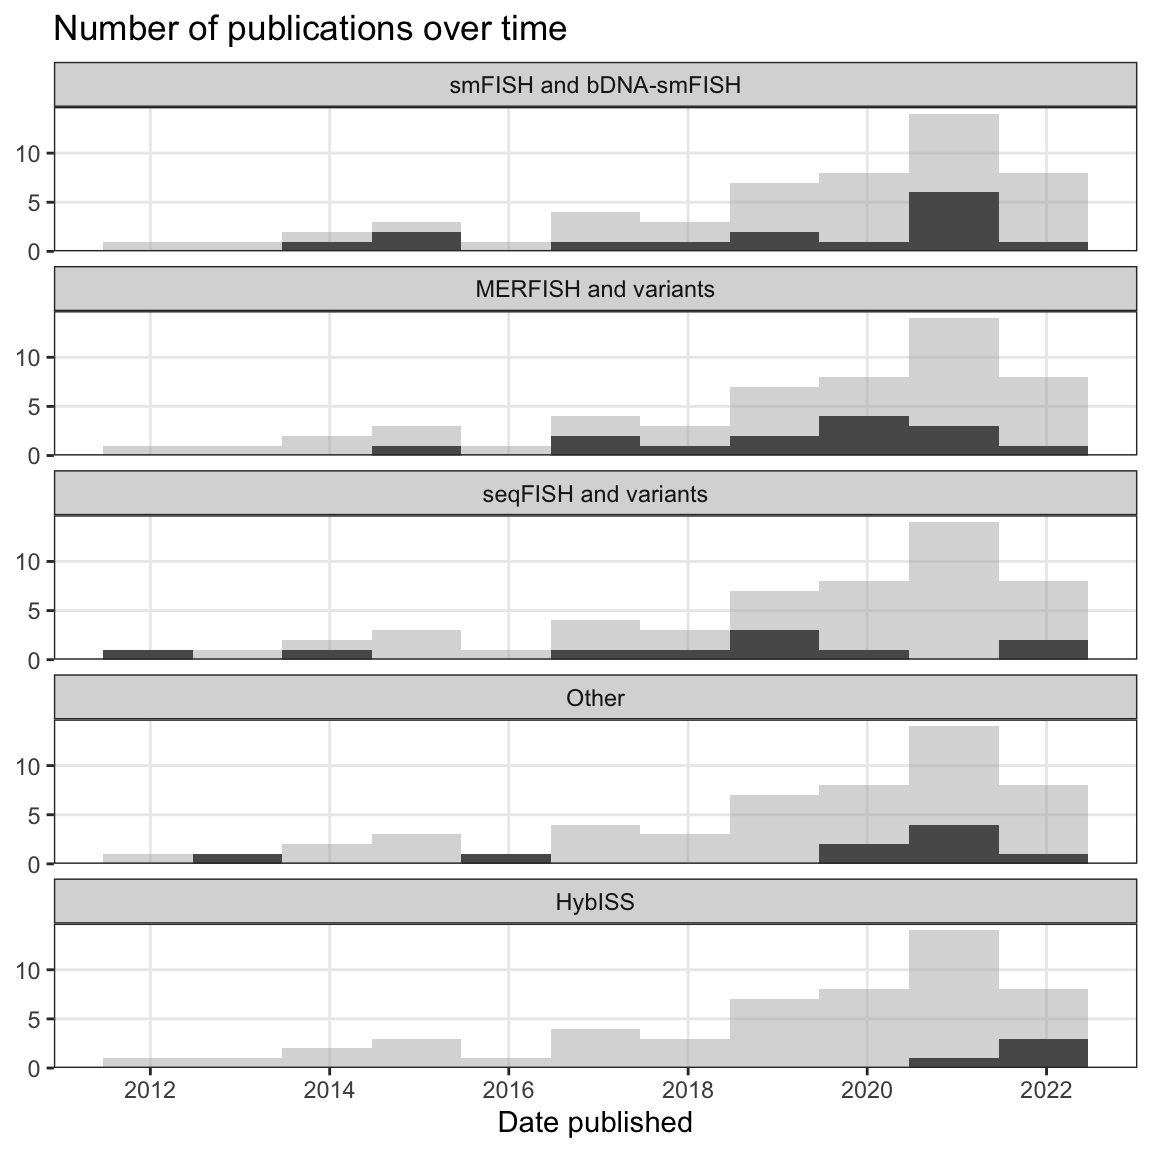 Number of publications over time
smFISH and bDNA-smFISH
10
5
0
MERFISH and variants
10
5
0
seqFISH and variants
10
5
0
Other
10
5
0
HybISS
10
5
0
2012 2014 2016 2018 2020 2022
Date published